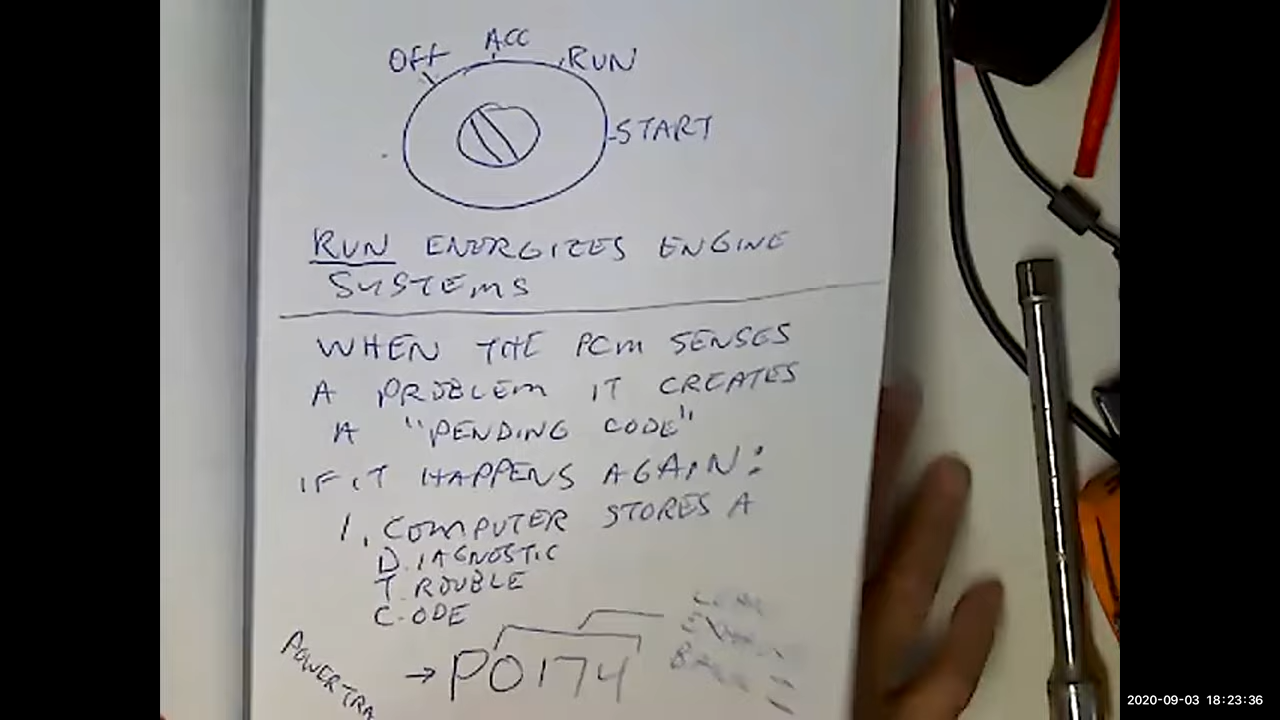 OFF ACC RUN
START
RUN ENERGIZES ENGINE
SYSTEMS
WHEN THE PCM SENSES
A PROBLEM IT CREATES
A "PENDING CODE"
IF IT HAPPENS AGAIN:
1. COMPUTER STORES A
D. IAGNOSTIC
T. ROUBLE
C. ODE
POWERTRA
→ P0174
2020-09-03 18:23:36